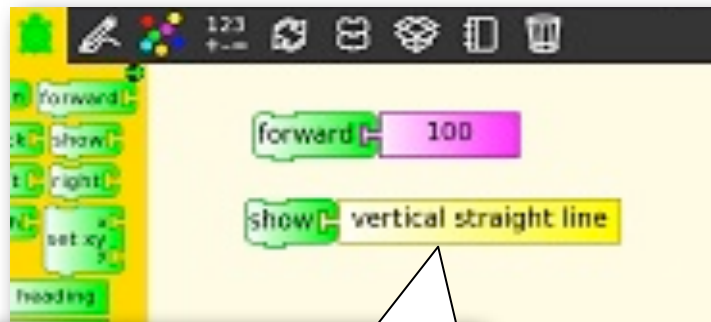 123
+-=
forward
show
right
set xy
heading
forward 100
show vertical straight line